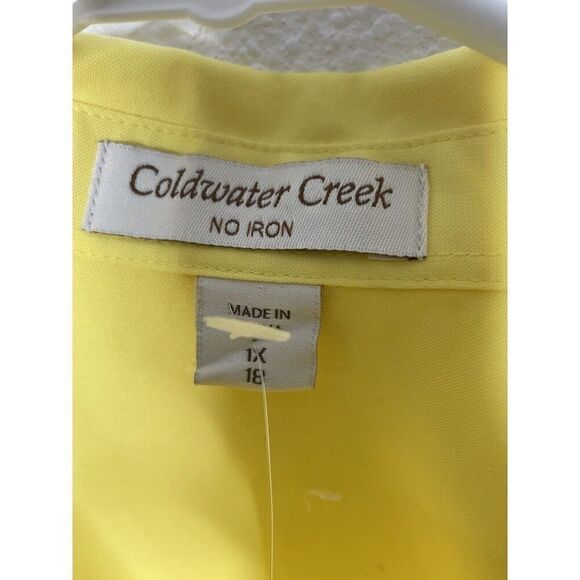 Coldwater Creek
NO IRON
MADE IN
1X
18